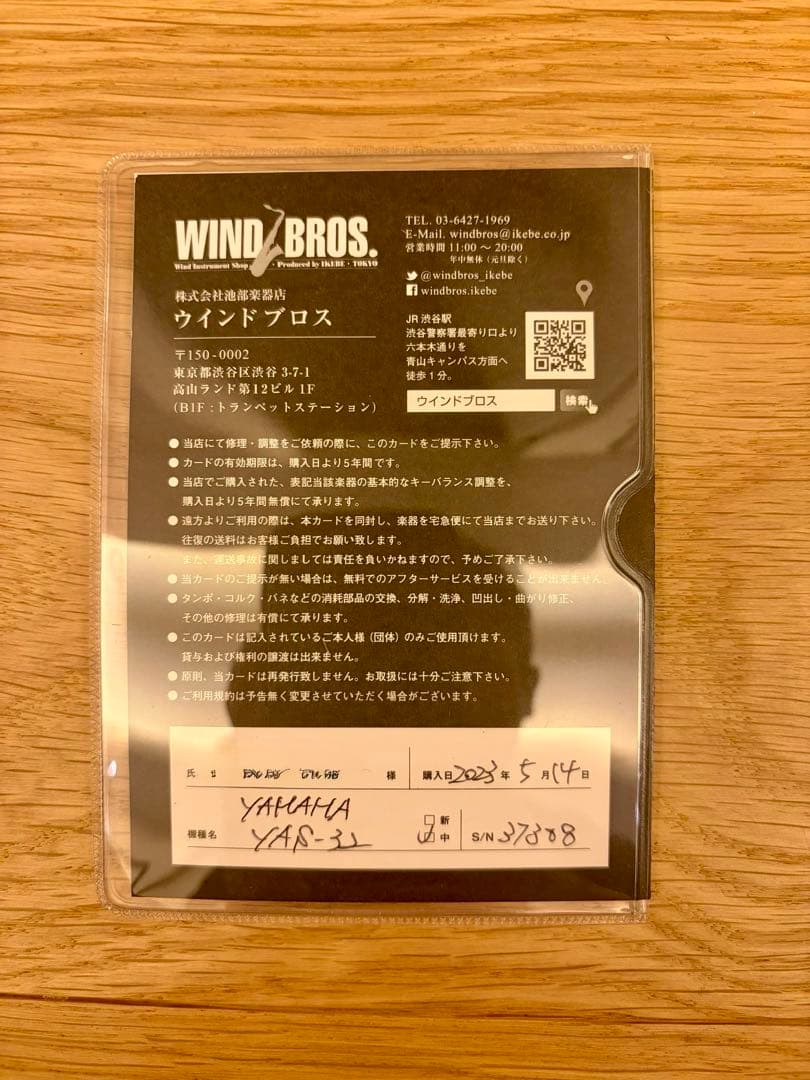 WIND BROS.
Wind Instrument Shop ・Produced by IKEBE・TOKYO
株式会社池部楽器店
ウインドブロス
〒150-0002
東京都渋谷区渋谷 3-7-1
高山ランド第12ビル 1F
（B1F：トランペットステーション）
TEL. 03-6427-1969
E-Mail. windbros@ikebe.co.jp
営業時間 11:00 〜 20:00
年中無休（元旦除く）
@windbros_ikebe
windbros.ikebe
JR 渋谷駅
渋谷警察署最寄り口より
六本木通りを
青山キャンパス方面へ
徒歩 1 分。
ウインドブロス 検索
● 当店にて修理・調整をご依頼の際に、このカードをご提示下さい。
● カードの有効期限は、購入日より5年間です。
● 当店でご購入された、表記当該楽器の基本的なキーバランス調整を、
購入日より5年間無償にて承ります。
● 遠方よりご利用の際は、本カードを同封し、楽器を宅急便にて当店までお送り下さい。
往復の送料はお客様ご負担でお願い致します。
また、運送事故に関しましては責任を負いかねますので、予めご了承下さい。
● 当カードのご提示が無い場合は、無料でのアフターサービスを受けることが出来ません。
● タンポ・コルク・バネなどの消耗部品の交換、分解・洗浄、凹出し・曲がり修正、
その他の修理は有償にて承ります。
● このカードは記入されているご本人様（団体）のみご使用頂けます。
貸与および権利の譲渡は出来ません。
● 原則、当カードは再発行致しません。お取扱には十分ご注意下さい。
● ご利用規約は予告無く変更させていただく場合がございます。
氏 様 購入日 2023 年 5 月 14 日
YAMAHA
機種名 YAS-32 □新 ☑中 S/N 37308